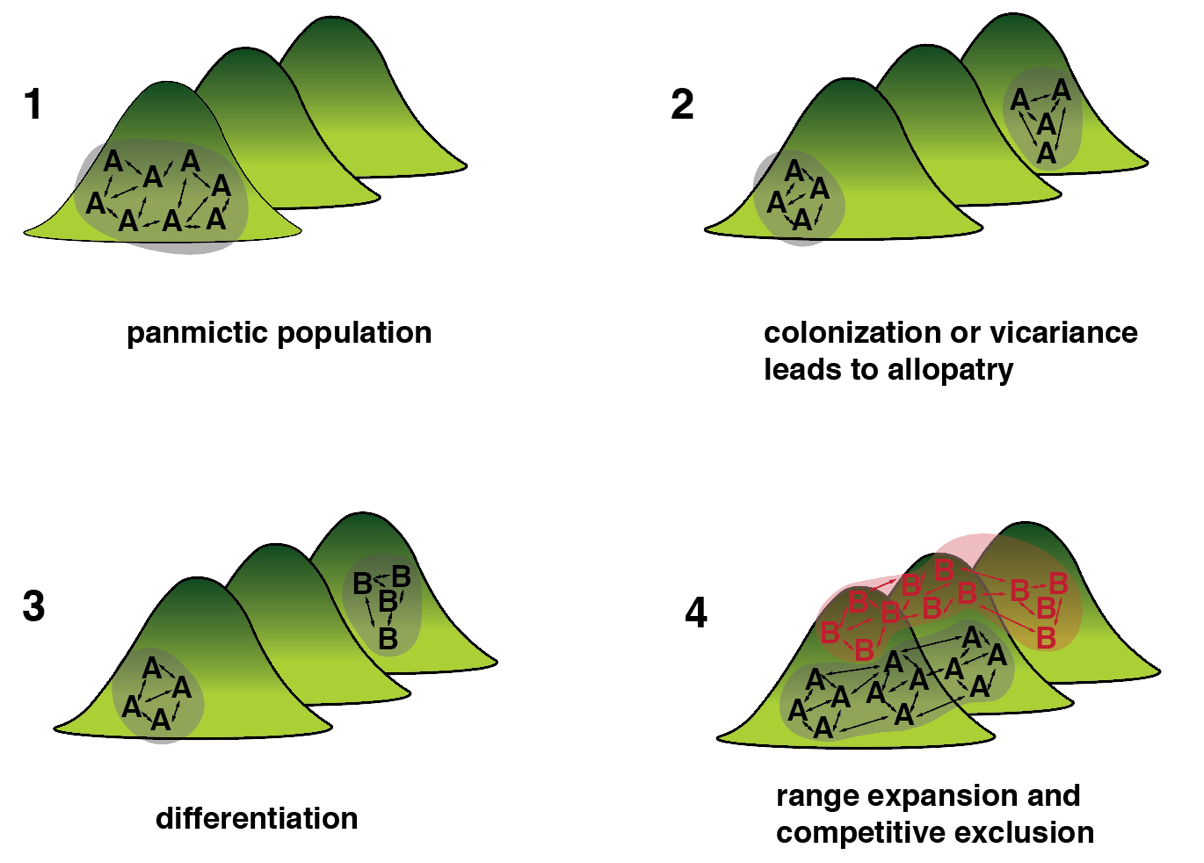 1
A A A A A A A A
panmictic population
2
A A A A
A A A A
colonization or vicariance
leads to allopatry
3
A A A A
B B B B
differentiation
4
B B B B B B B B B B B B
A A A A A A A A A A A A
range expansion and
competitive exclusion